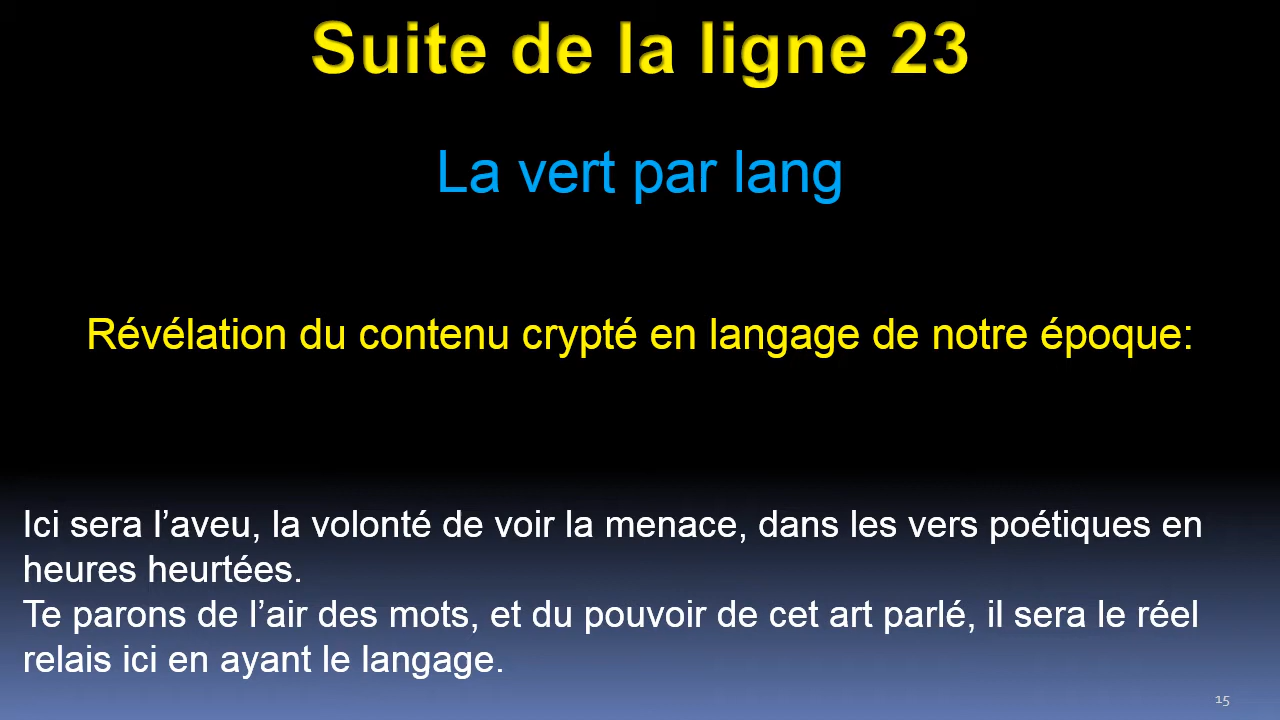 Suite de la ligne 23
La vert par lang
Révélation du contenu crypté en langage de notre époque:
Ici sera l’aveu, la volonté de voir la menace, dans les vers poétiques en
heures heurtées.
Te parons de l’air des mots, et du pouvoir de cet art parlé, il sera le réel
relais ici en ayant le langage.
15